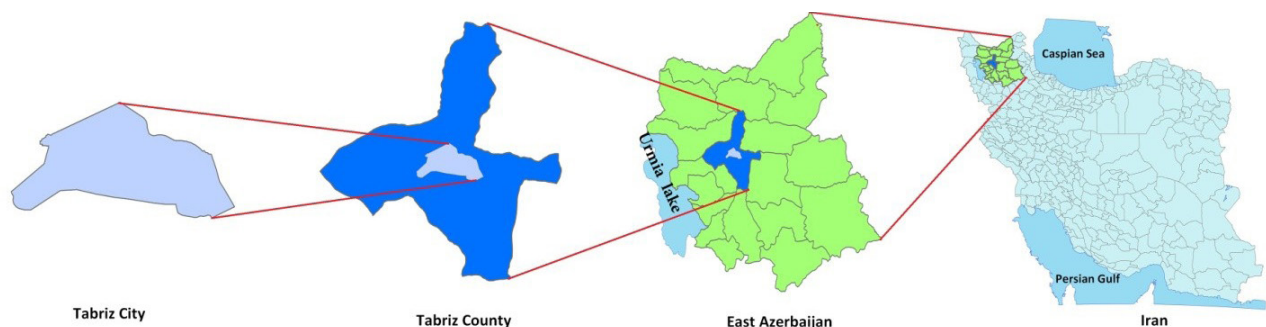 Caspian Sea
Urmia lake
Persian Gulf
Tabriz City
Tabriz County
East Azerbaijan
Iran